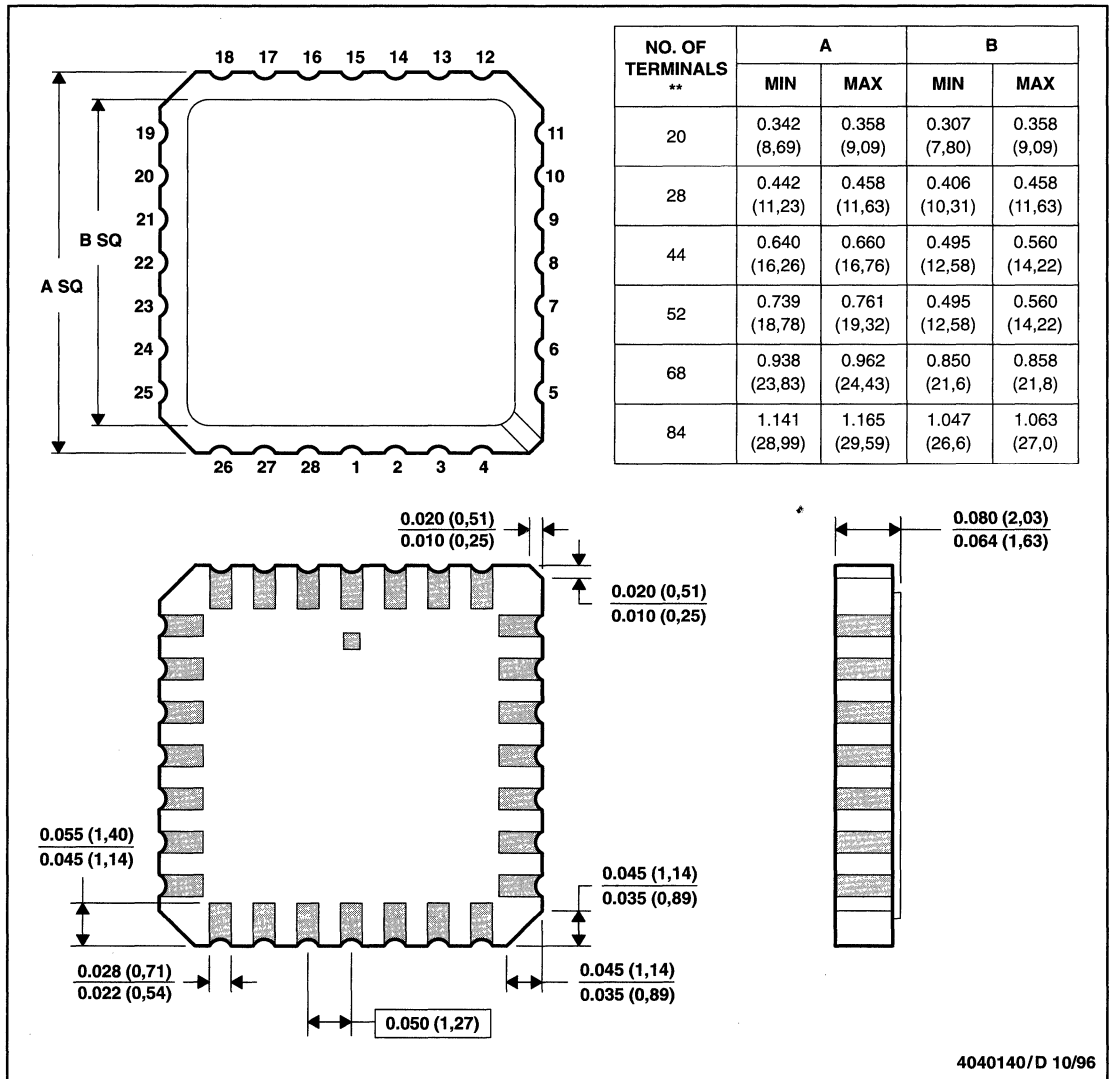 18 17 16 15 14 13 12
19
20
21
22
23
24
25
11
10
9
8
7
6
5
26 27 28 1 2 3 4
B SQ
A SQ
NO. OF TERMINALS ** A B
MIN MAX MIN MAX
20 0.342 (8,69) 0.358 (9,09) 0.307 (7,80) 0.358 (9,09)
28 0.442 (11,23) 0.458 (11,63) 0.406 (10,31) 0.458 (11,63)
44 0.640 (16,26) 0.660 (16,76) 0.495 (12,58) 0.560 (14,22)
52 0.739 (18,78) 0.761 (19,32) 0.495 (12,58) 0.560 (14,22)
68 0.938 (23,83) 0.962 (24,43) 0.850 (21,6) 0.858 (21,8)
84 1.141 (28,99) 1.165 (29,59) 1.047 (26,6) 1.063 (27,0)
0.020 (0,51)
0.010 (0,25)
0.020 (0,51)
0.010 (0,25)
0.080 (2,03)
0.064 (1,63)
0.055 (1,40)
0.045 (1,14)
0.045 (1,14)
0.035 (0,89)
0.028 (0,71)
0.022 (0,54)
0.045 (1,14)
0.035 (0,89)
0.050 (1,27)
4040140/D 10/96